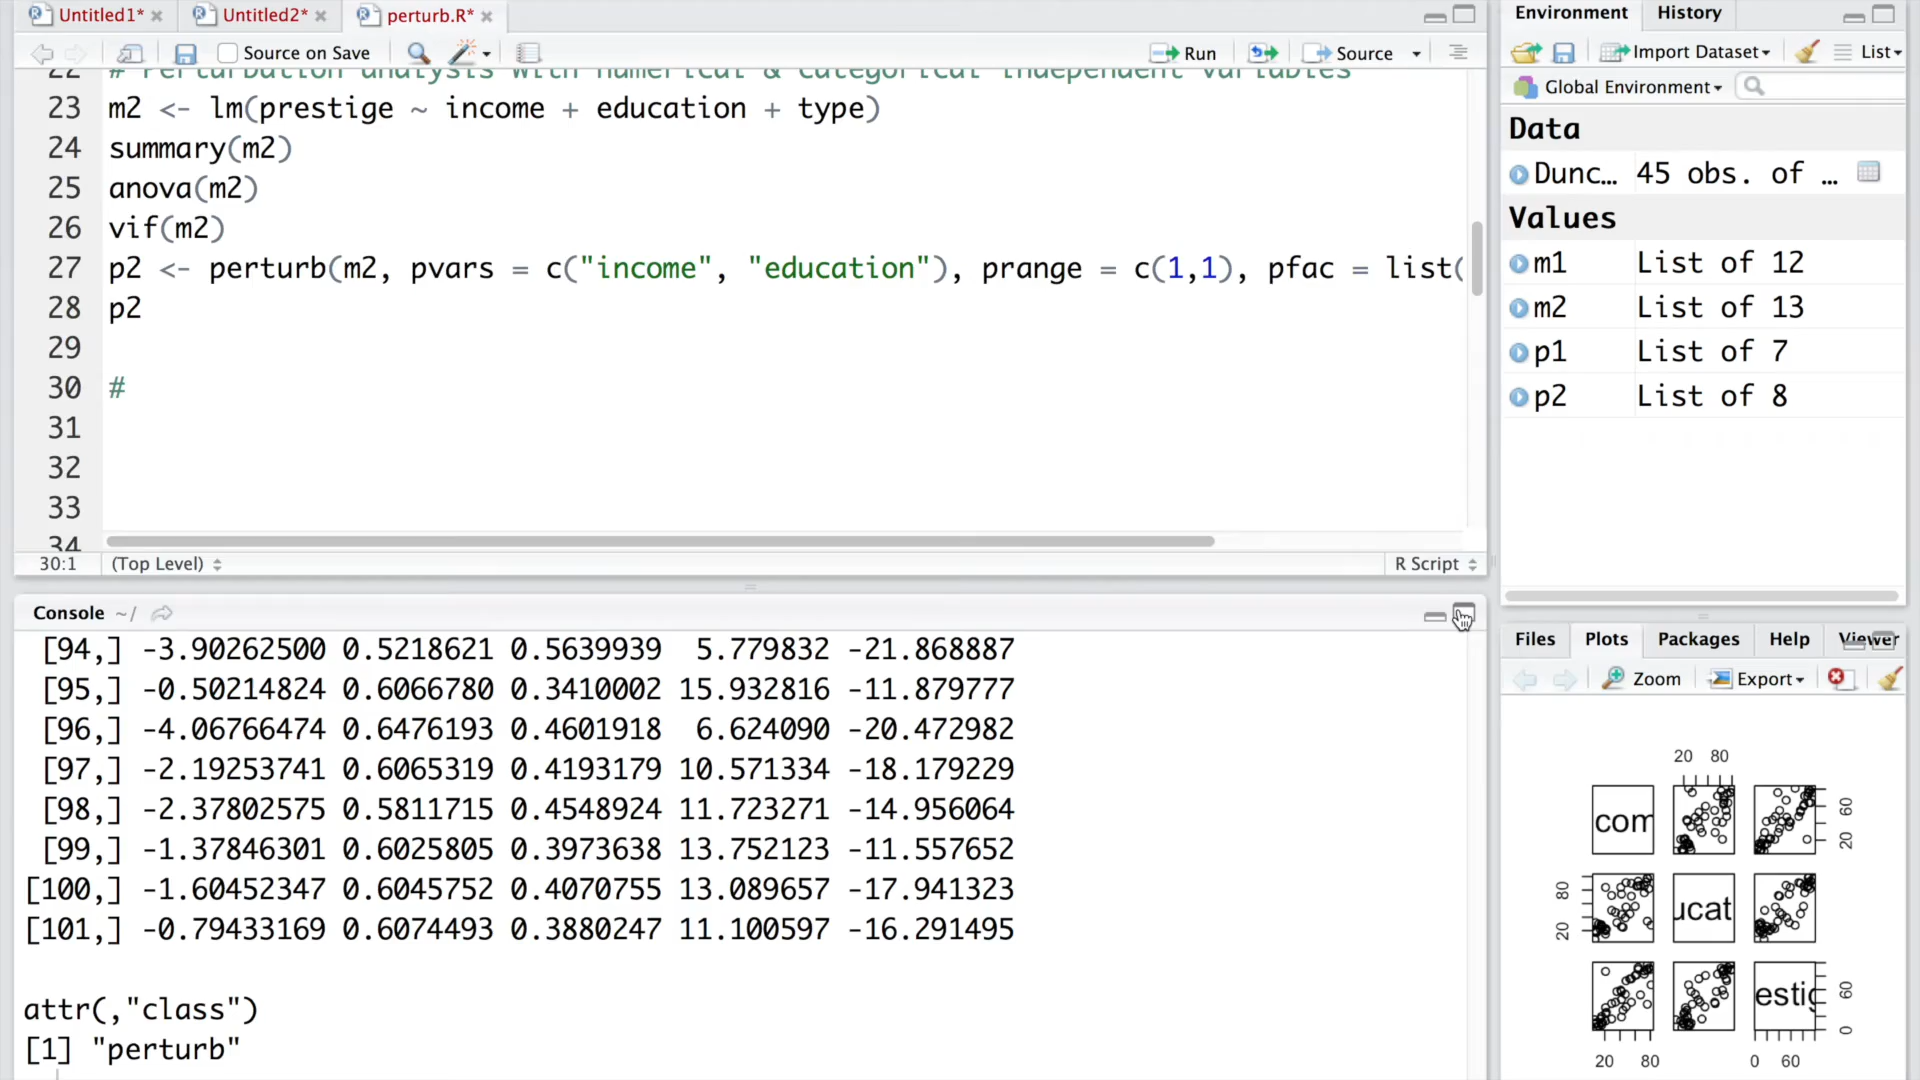 Untitled1* Untitled2* perturb.R*
Source on Save Run Source
22 # Perturbation analysis with numerical & categorical independent variables
23 m2 <- lm(prestige ~ income + education + type)
24 summary(m2)
25 anova(m2)
26 vif(m2)
27 p2 <- perturb(m2, pvars = c("income", "education"), prange = c(1,1), pfac = list(
28 p2
29
30 #
31
32
33
34
30:1 (Top Level) R Script
Console ~/
[94,] -3.90262500 0.5218621 0.5639939 5.779832 -21.868887
[95,] -0.50214824 0.6066780 0.3410002 15.932816 -11.879777
[96,] -4.06766474 0.6476193 0.4601918 6.624090 -20.472982
[97,] -2.19253741 0.6065319 0.4193179 10.571334 -18.179229
[98,] -2.37802575 0.5811715 0.4548924 11.723271 -14.956064
[99,] -1.37846301 0.6025805 0.3973638 13.752123 -11.557652
[100,] -1.60452347 0.6045752 0.4070755 13.089657 -17.941323
[101,] -0.79433169 0.6074493 0.3880247 11.100597 -16.291495
attr(,"class")
[1] "perturb"
Environment History
Import Dataset List
Global Environment
Data
Dunc… 45 obs. of …
Values
m1 List of 12
m2 List of 13
p1 List of 7
p2 List of 8
Files Plots Packages Help Viewer
Zoom Export
20 80
com 20 60
20 80 ucat
estig 0 60
20 80 0 60